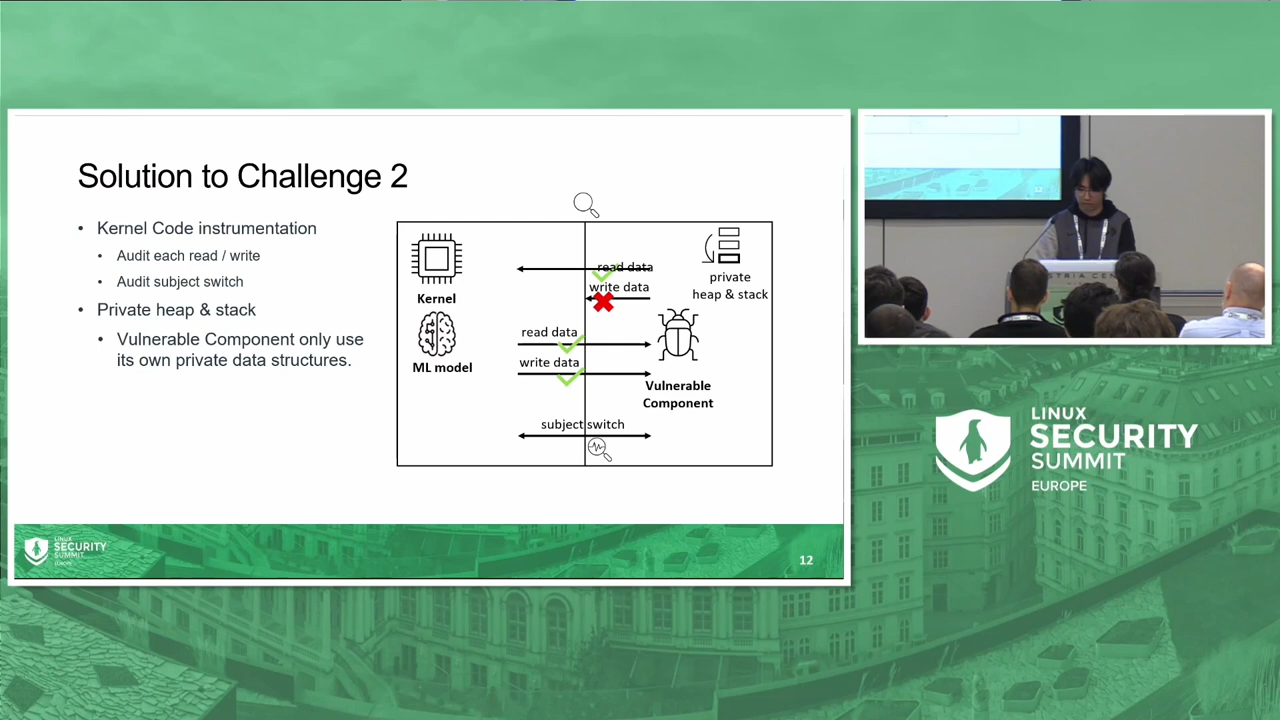 Solution to Challenge 2
• Kernel Code instrumentation
• Audit each read / write
• Audit subject switch
• Private heap & stack
• Vulnerable Component only use
its own private data structures.
Kernel
ML model
read data
write data
private
heap & stack
read data
write data
Vulnerable
Component
subject switch
LINUX
SECURITY
SUMMIT
EUROPE
12
LINUX
SECURITY
SUMMIT
EUROPE